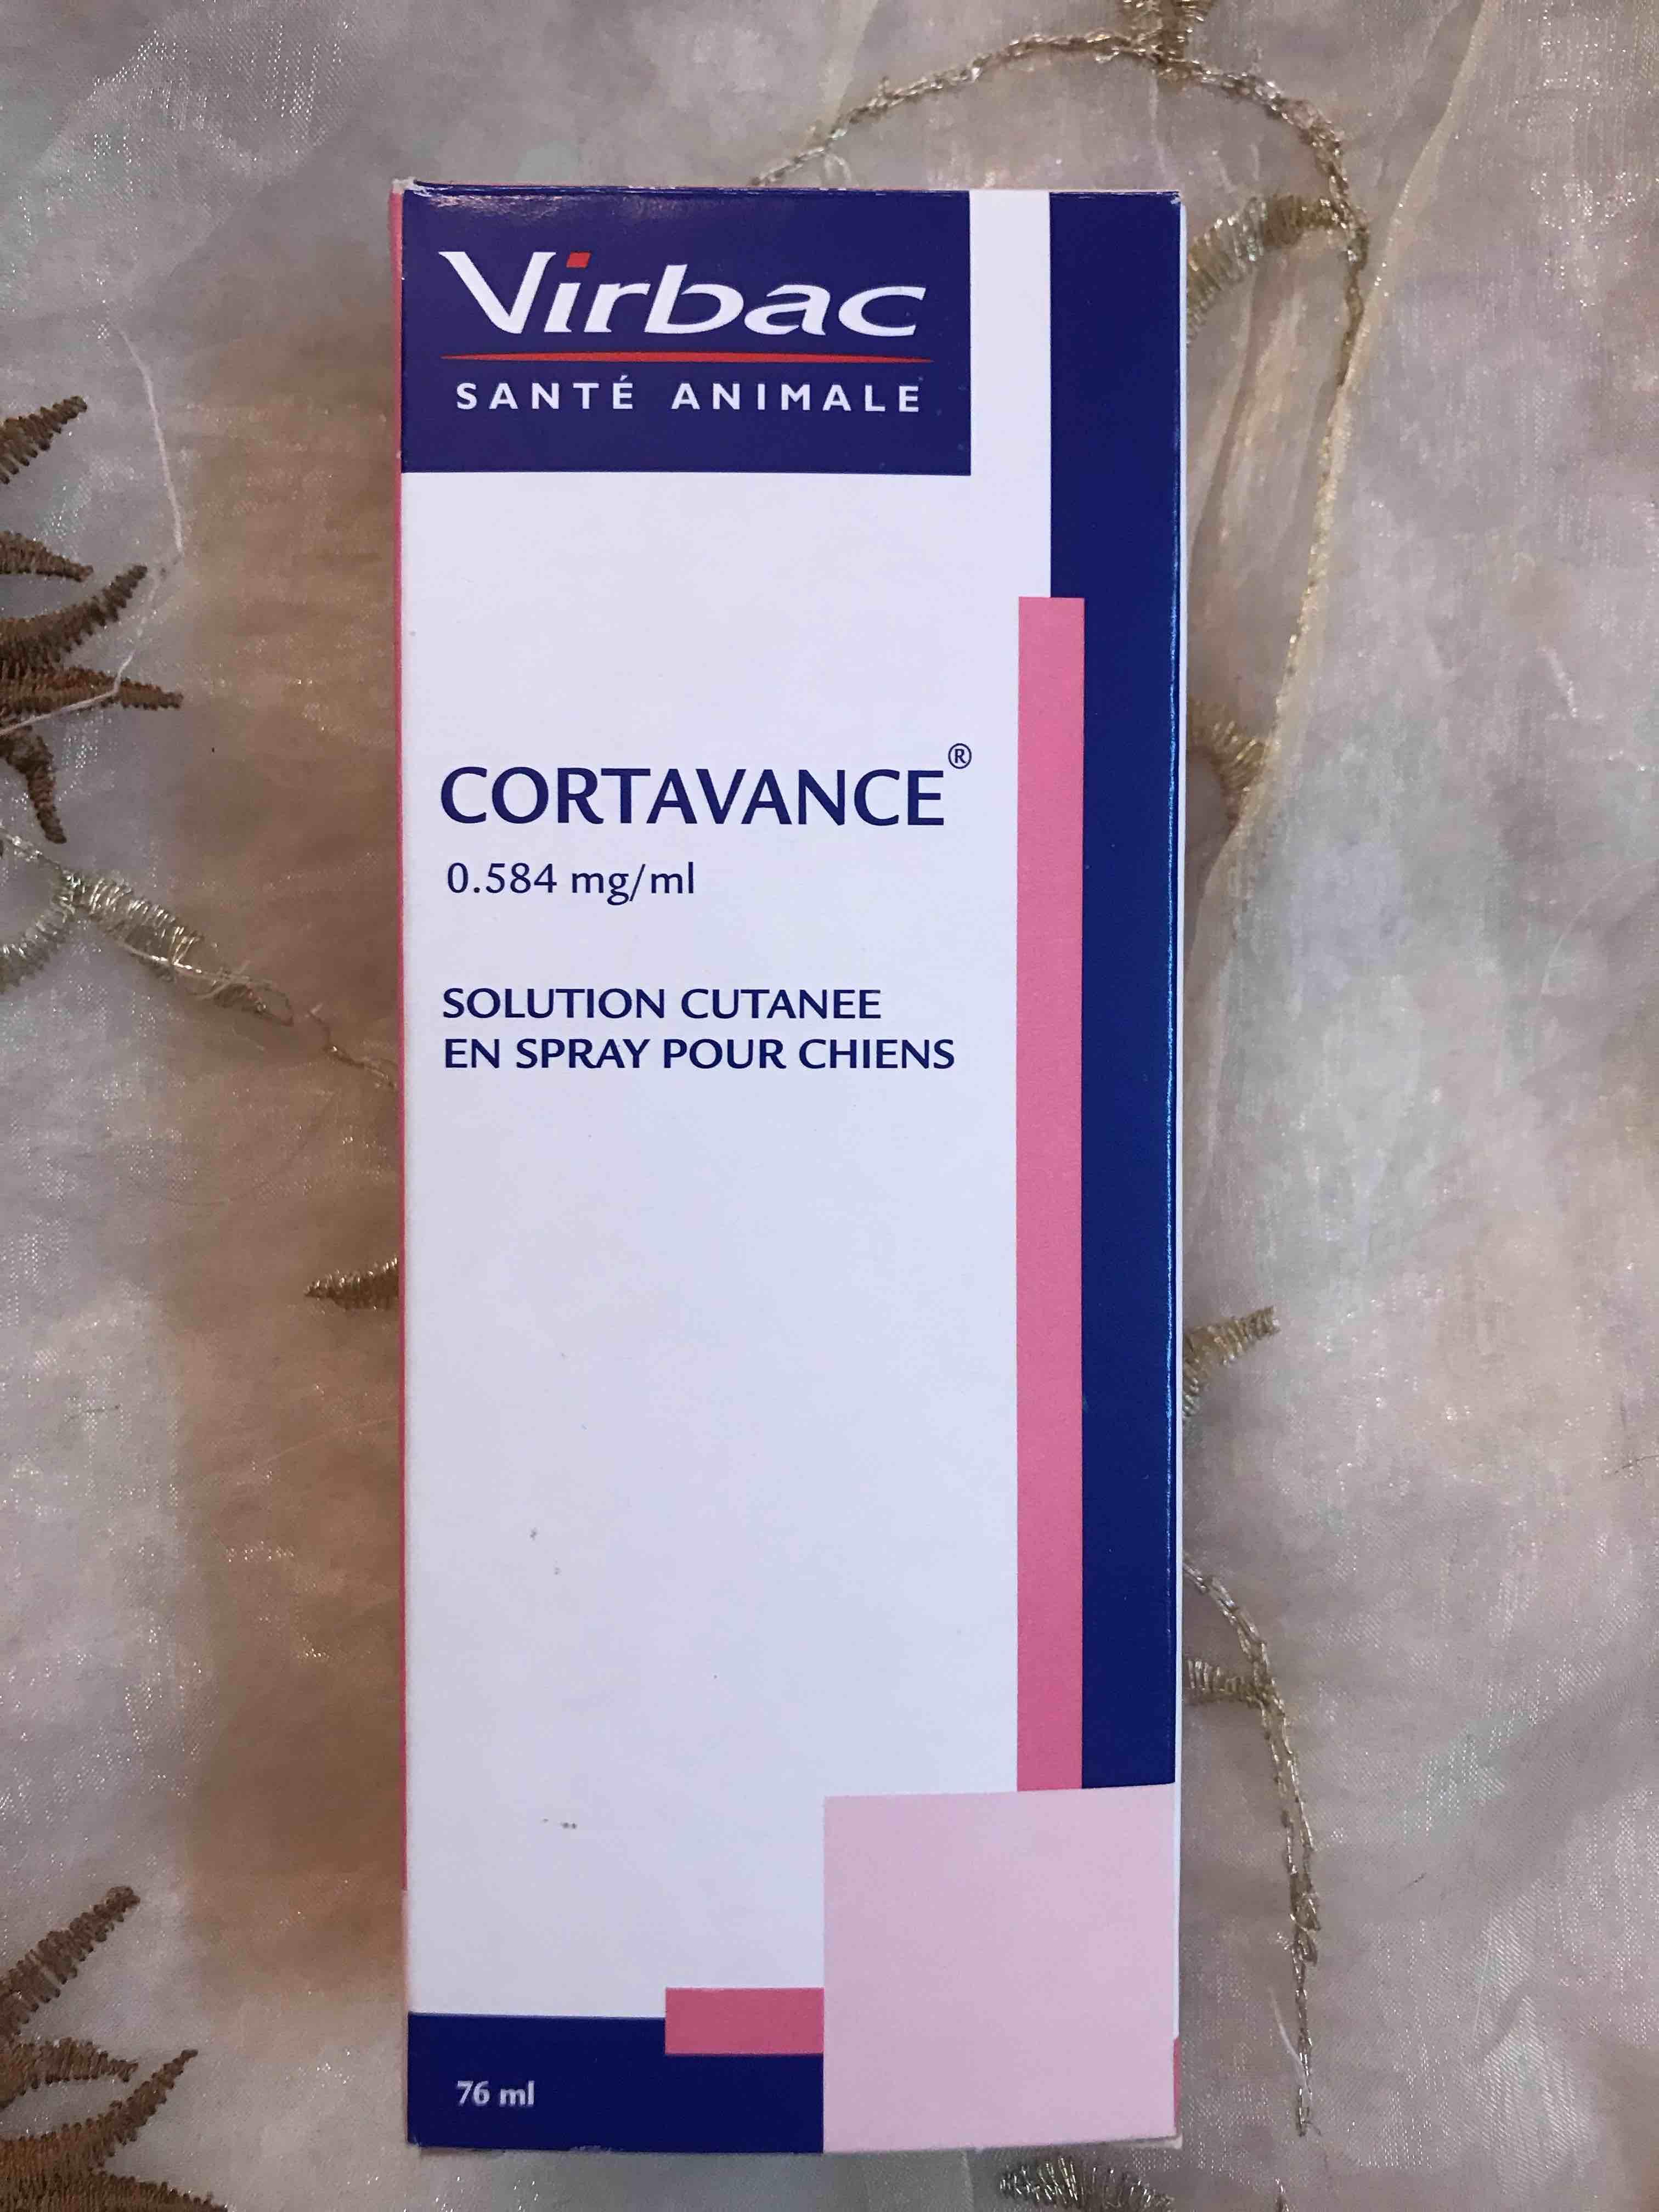 Virbac
SANTÉ ANIMALE
CORTAVANCE®
0.584 mg/ml
SOLUTION CUTANEE
EN SPRAY POUR CHIENS
76 ml